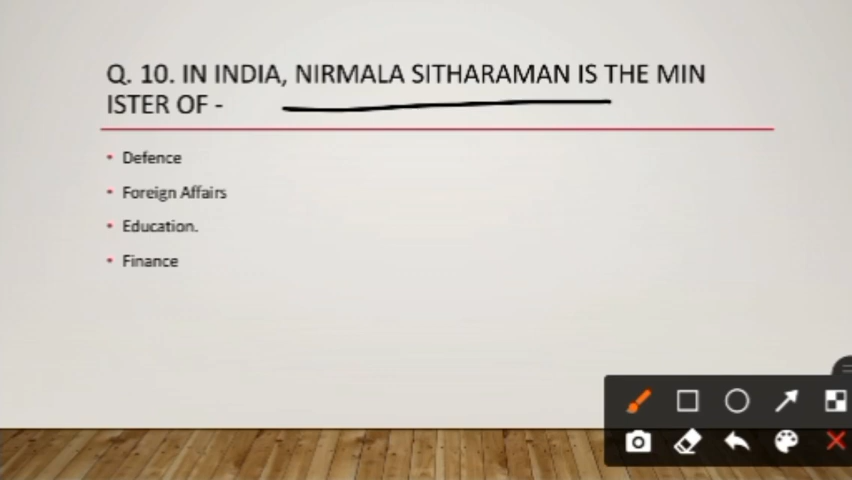 Q. 10. IN INDIA, NIRMALA SITHARAMAN IS THE MIN
ISTER OF -
• Defence
• Foreign Affairs
• Education.
• Finance